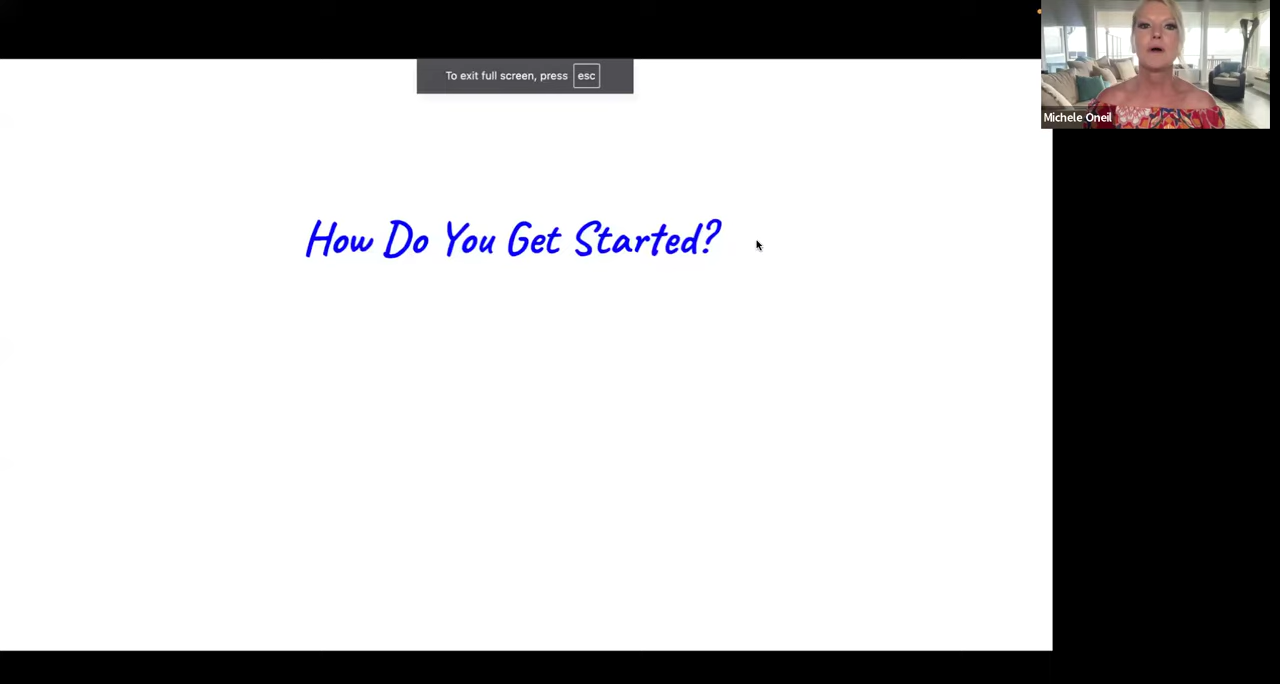 To exit full screen, press esc
Michele Oneil
How Do You Get Started?